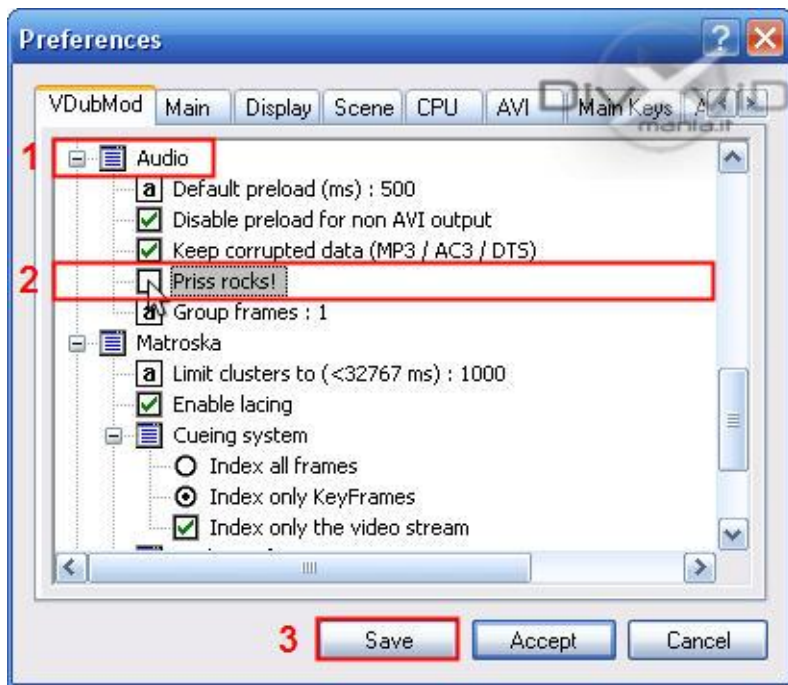 Preferences
VDubMod Main Display Scene CPU AVI Main Keys
DIVXVID
mania.it
1 Audio
a Default preload (ms) : 500
Disable preload for non AVI output
Keep corrupted data (MP3 / AC3 / DTS)
2 Priss rocks!
a Group frames : 1
Matroska
a Limit clusters to (<32767 ms) : 1000
Enable lacing
Cueing system
Index all frames
Index only KeyFrames
Index only the video stream
3 Save Accept Cancel